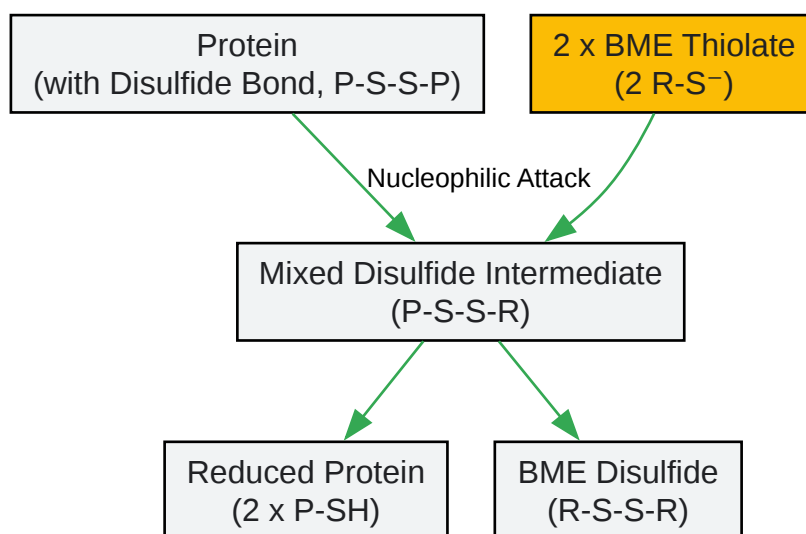 Protein
(with Disulfide Bond, P-S-S-P)
2 x BME Thiolate
(2 R-S⁻)
Nucleophilic Attack
Mixed Disulfide Intermediate
(P-S-S-R)
Reduced Protein
(2 x P-SH)
BME Disulfide
(R-S-S-R)